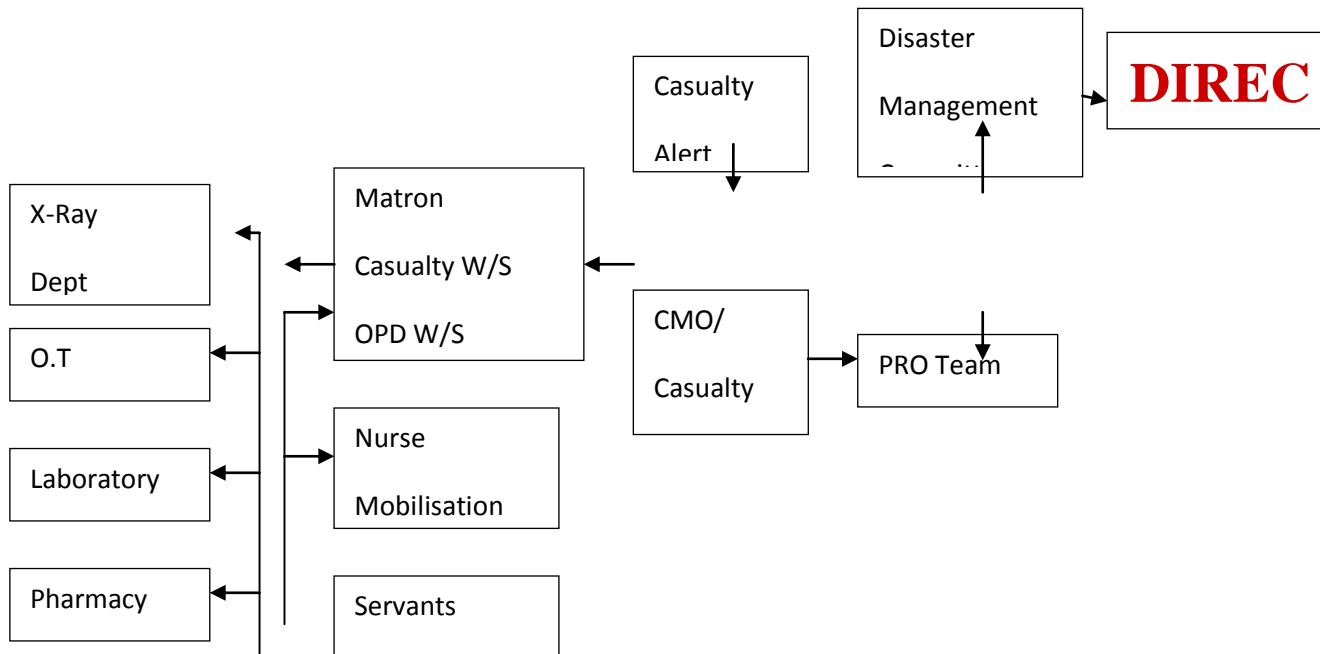 Disaster
Management
DIREC
Casualty
Alert
Matron
Casualty W/S
OPD W/S
X-Ray
Dept
CMO/
Casualty
O.T
PRO Team
Nurse
Mobilisation
Laboratory
Pharmacy
Servants